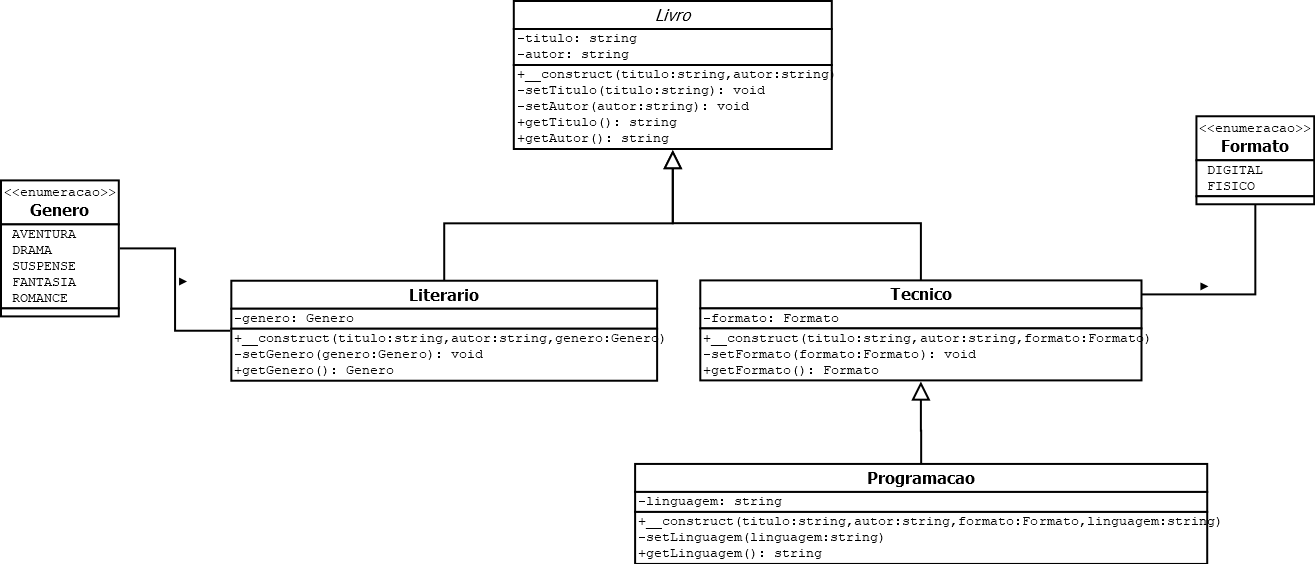 Livro
-titulo: string
-autor: string
+__construct(titulo:string,autor:string)
-setTitulo(titulo:string): void
-setAutor(autor:string): void
+getTitulo(): string
+getAutor(): string
<<enumeracao>>
Formato
DIGITAL
FISICO
<<enumeracao>>
Genero
AVENTURA
DRAMA
SUSPENSE
FANTASIA
ROMANCE
Literario
-genero: Genero
+__construct(titulo:string,autor:string,genero:Genero)
-setGenero(genero:Genero): void
+getGenero(): Genero
Tecnico
-formato: Formato
+__construct(titulo:string,autor:string,formato:Formato)
-setFormato(formato:Formato): void
+getFormato(): Formato
Programacao
-linguagem: string
+__construct(titulo:string,autor:string,formato:Formato,linguagem:string)
-setLinguagem(linguagem:string)
+getLinguagem(): string